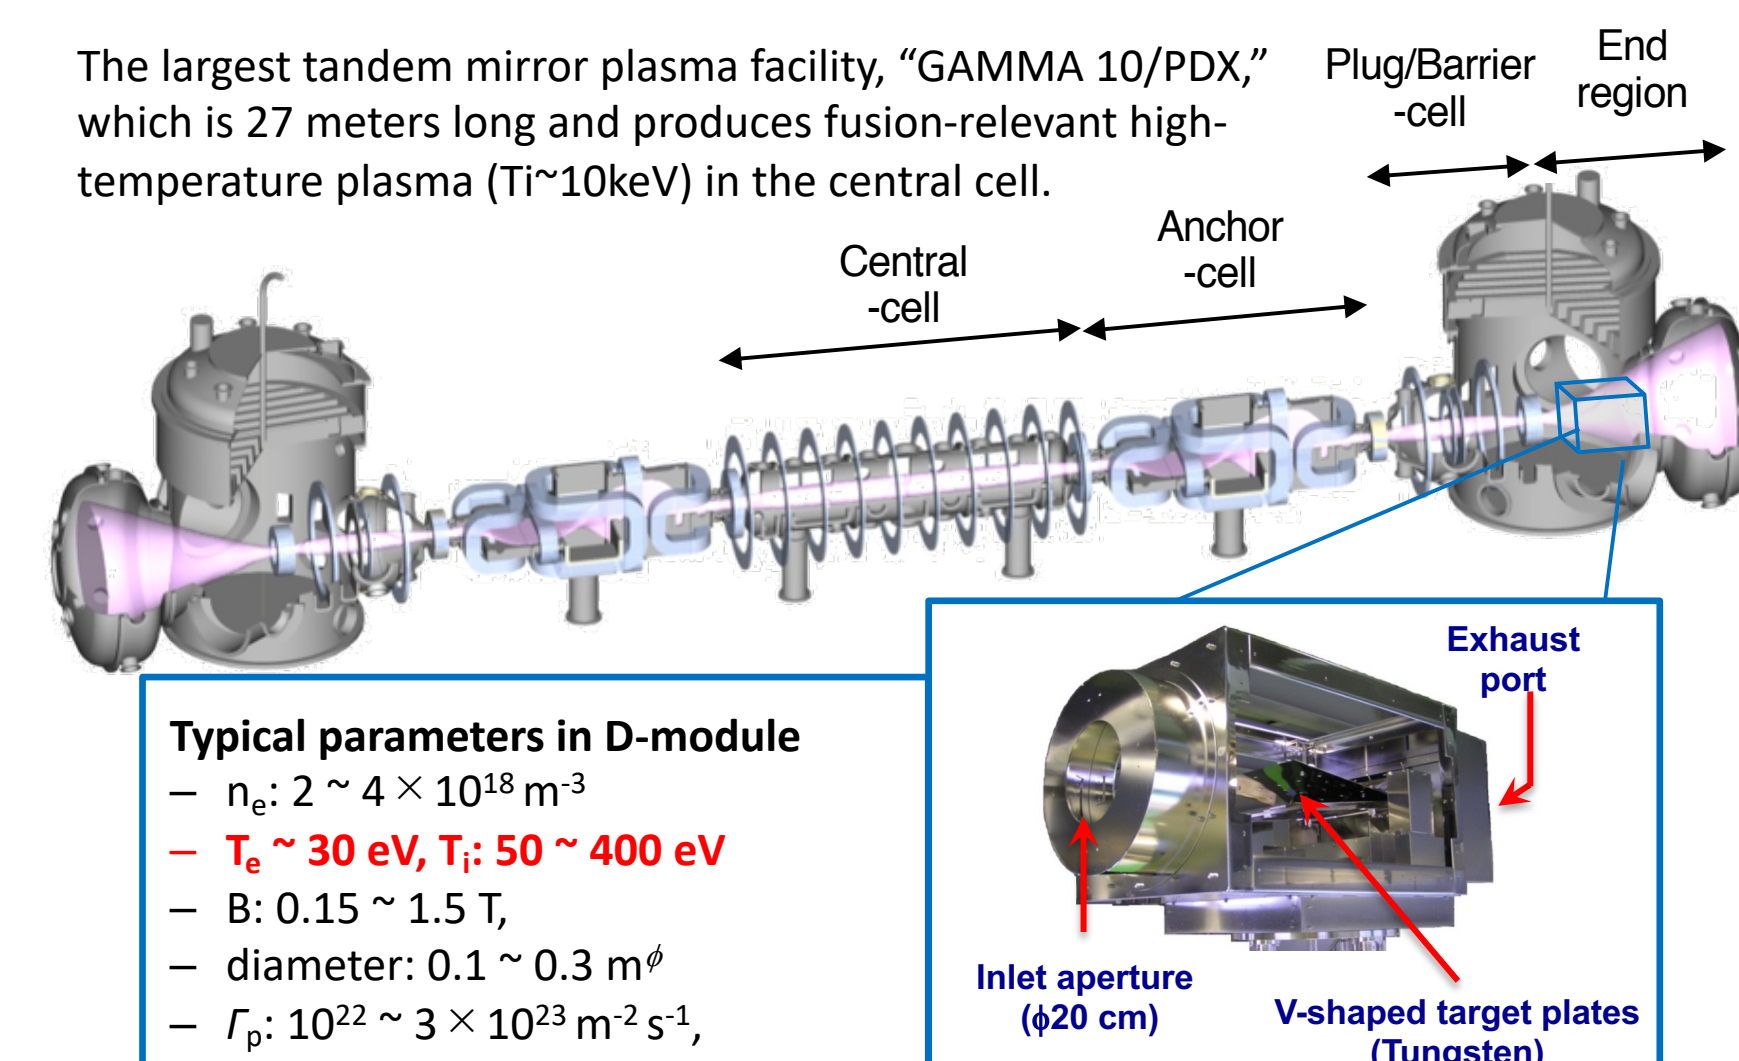 The largest tandem mirror plasma facility, “GAMMA 10/PDX,”
which is 27 meters long and produces fusion-relevant high-
temperature plasma (Ti~10keV) in the central cell.
Plug/Barrier
-cell
End
region
Central
-cell
Anchor
-cell
Typical parameters in D-module
– nₑ: 2 ~ 4 × 10¹⁸ m⁻³
– Tₑ ~ 30 eV, Tᵢ: 50 ~ 400 eV
– B: 0.15 ~ 1.5 T,
– diameter: 0.1 ~ 0.3 m^ϕ
– Γₚ: 10²² ~ 3 × 10²³ m⁻² s⁻¹,
Exhaust
port
Inlet aperture
(ϕ20 cm)
V-shaped target plates
(Tungsten)